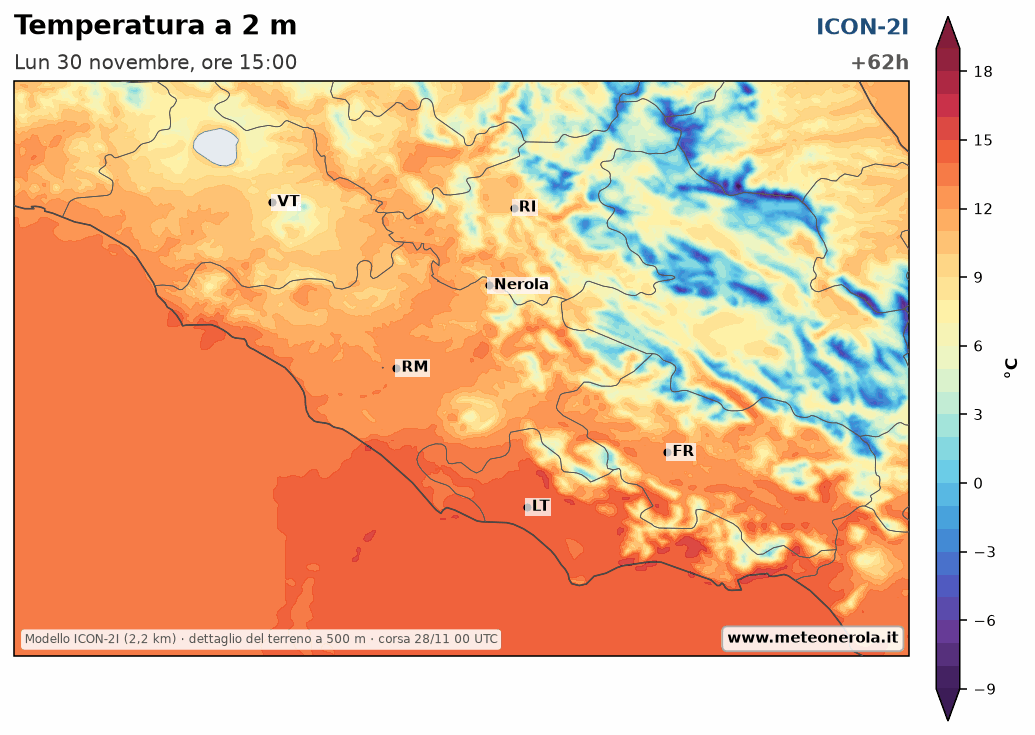 Temperatura a 2 m
ICON-2I
Lun 30 novembre, ore 15:00
+62h
VT
RI
Nerola
RM
FR
LT
18
15
12
9
6
3
0
−3
−6
−9
°C
Modello ICON-2I (2,2 km) · dettaglio del terreno a 500 m · corsa 28/11 00 UTC
www.meteonerola.it